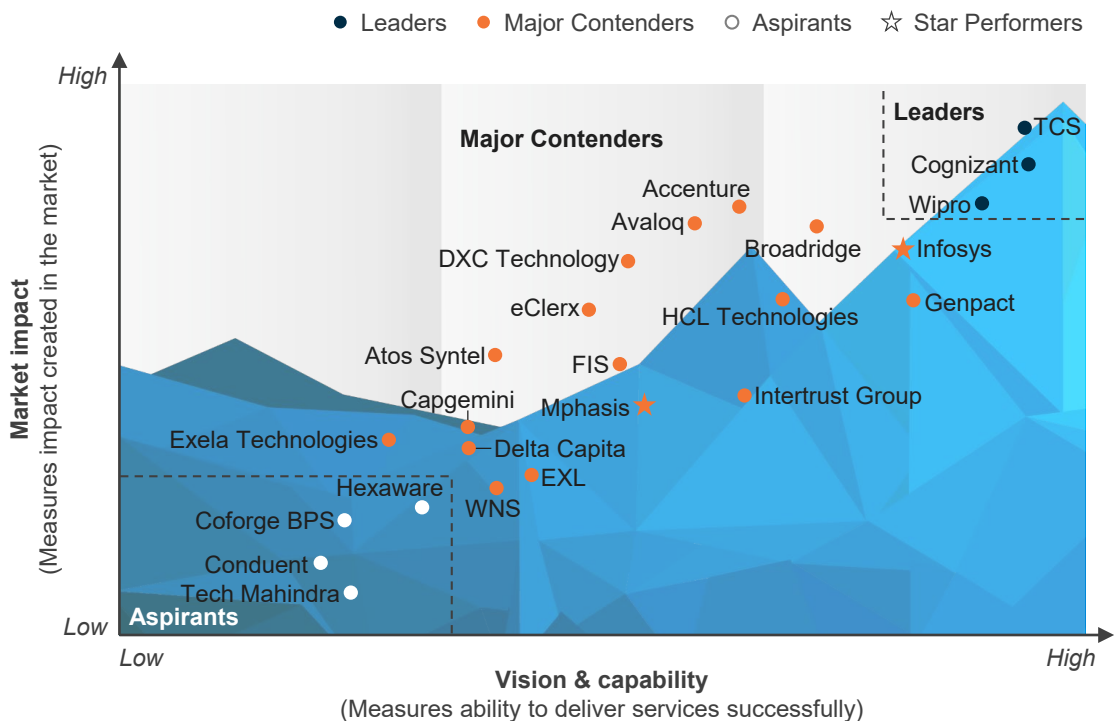 Leaders
Major Contenders
Aspirants
Star Performers
High
Market impact
(Measures impact created in the market)
Low
Major Contenders
Leaders
TCS
Cognizant
Wipro
Accenture
Avaloq
Broadridge
Infosys
DXC Technology
eClerx
HCL Technologies
Genpact
Atos Syntel
FIS
Capgemini
Mphasis
Intertrust Group
Exela Technologies
Delta Capita
EXL
Hexaware
WNS
Coforge BPS
Conduent
Tech Mahindra
Aspirants
Low
High
Vision & capability
(Measures ability to deliver services successfully)